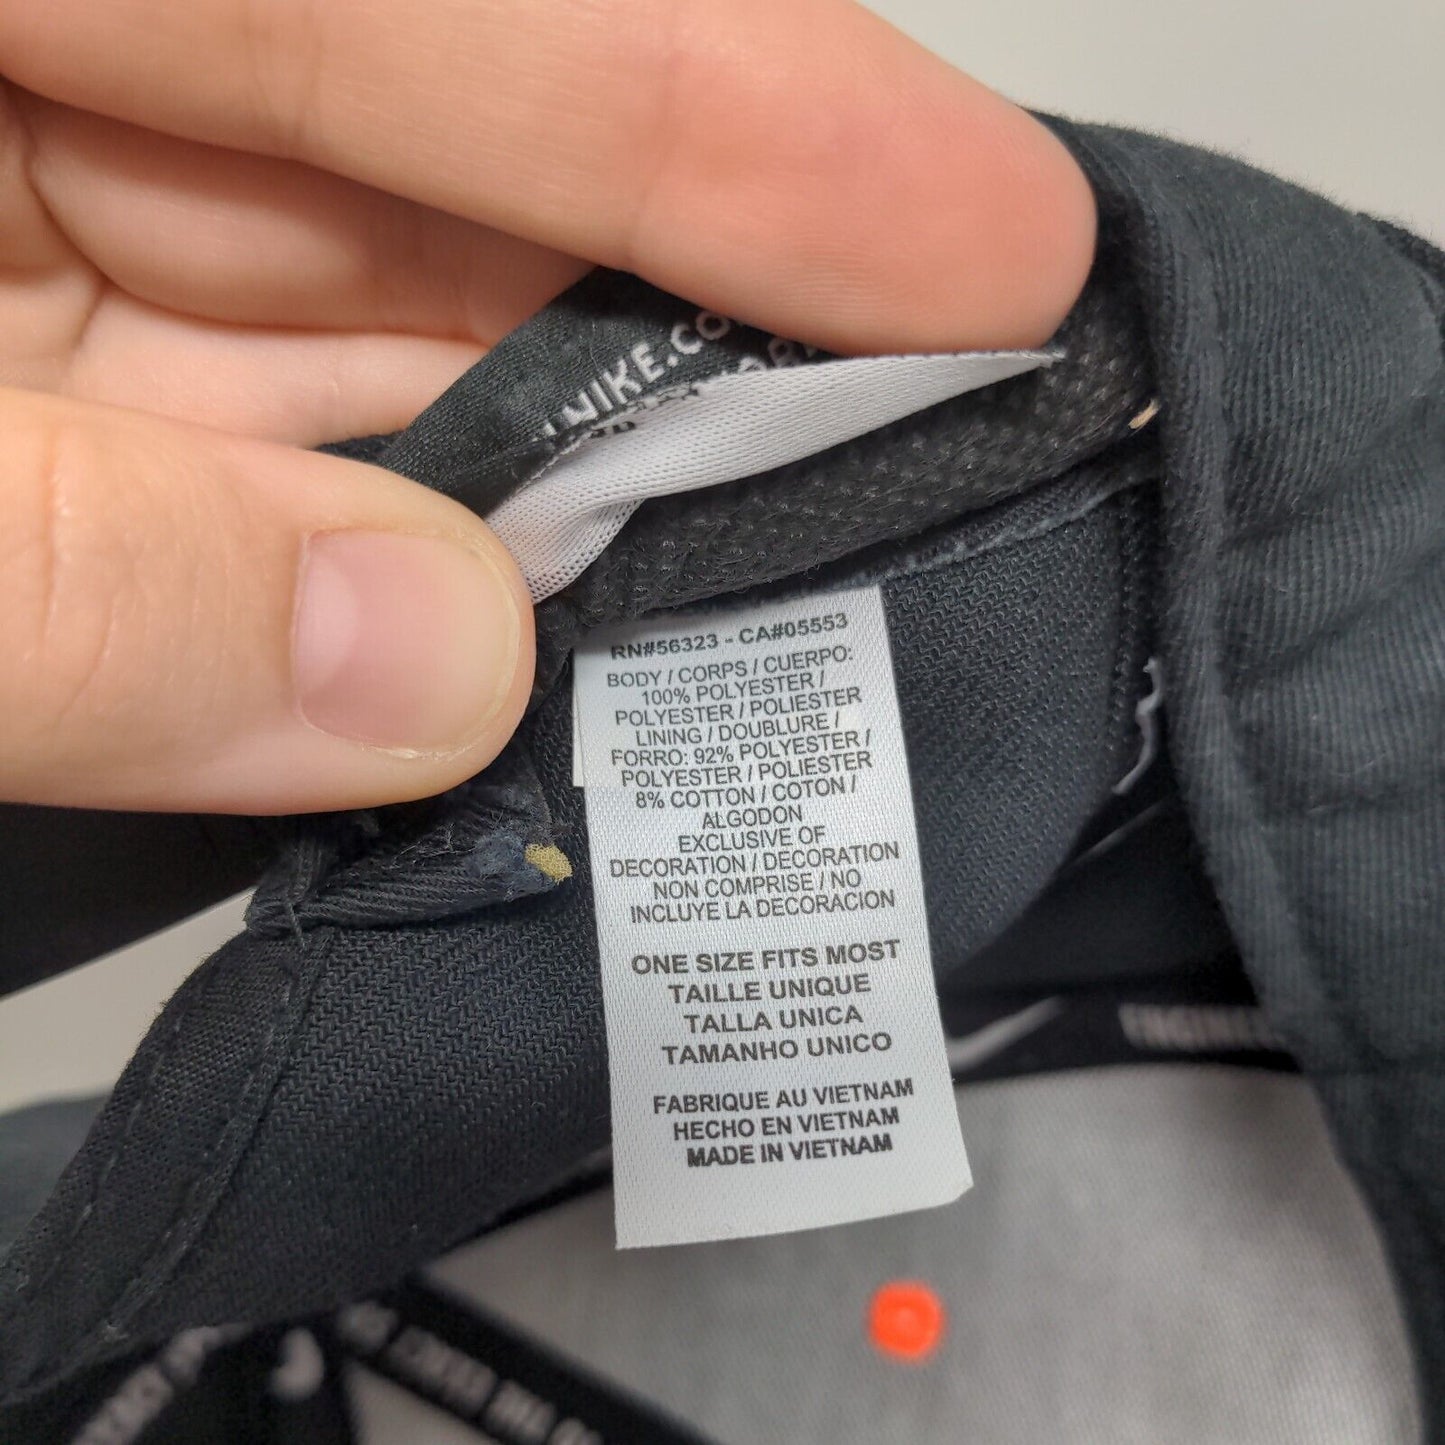 NIKE.CO
RN#56323 - CA#05553
BODY / CORPS / CUERPO:
100% POLYESTER /
POLYESTER / POLIESTER
LINING / DOUBLURE /
FORRO: 92% POLYESTER /
POLYESTER / POLIESTER
8% COTTON / COTON /
ALGODON
EXCLUSIVE OF
DECORATION / DECORATION
NON COMPRISE / NO
INCLUYE LA DECORACION
ONE SIZE FITS MOST
TAILLE UNIQUE
TALLA UNICA
TAMANHO UNICO
FABRIQUE AU VIETNAM
HECHO EN VIETNAM
MADE IN VIETNAM